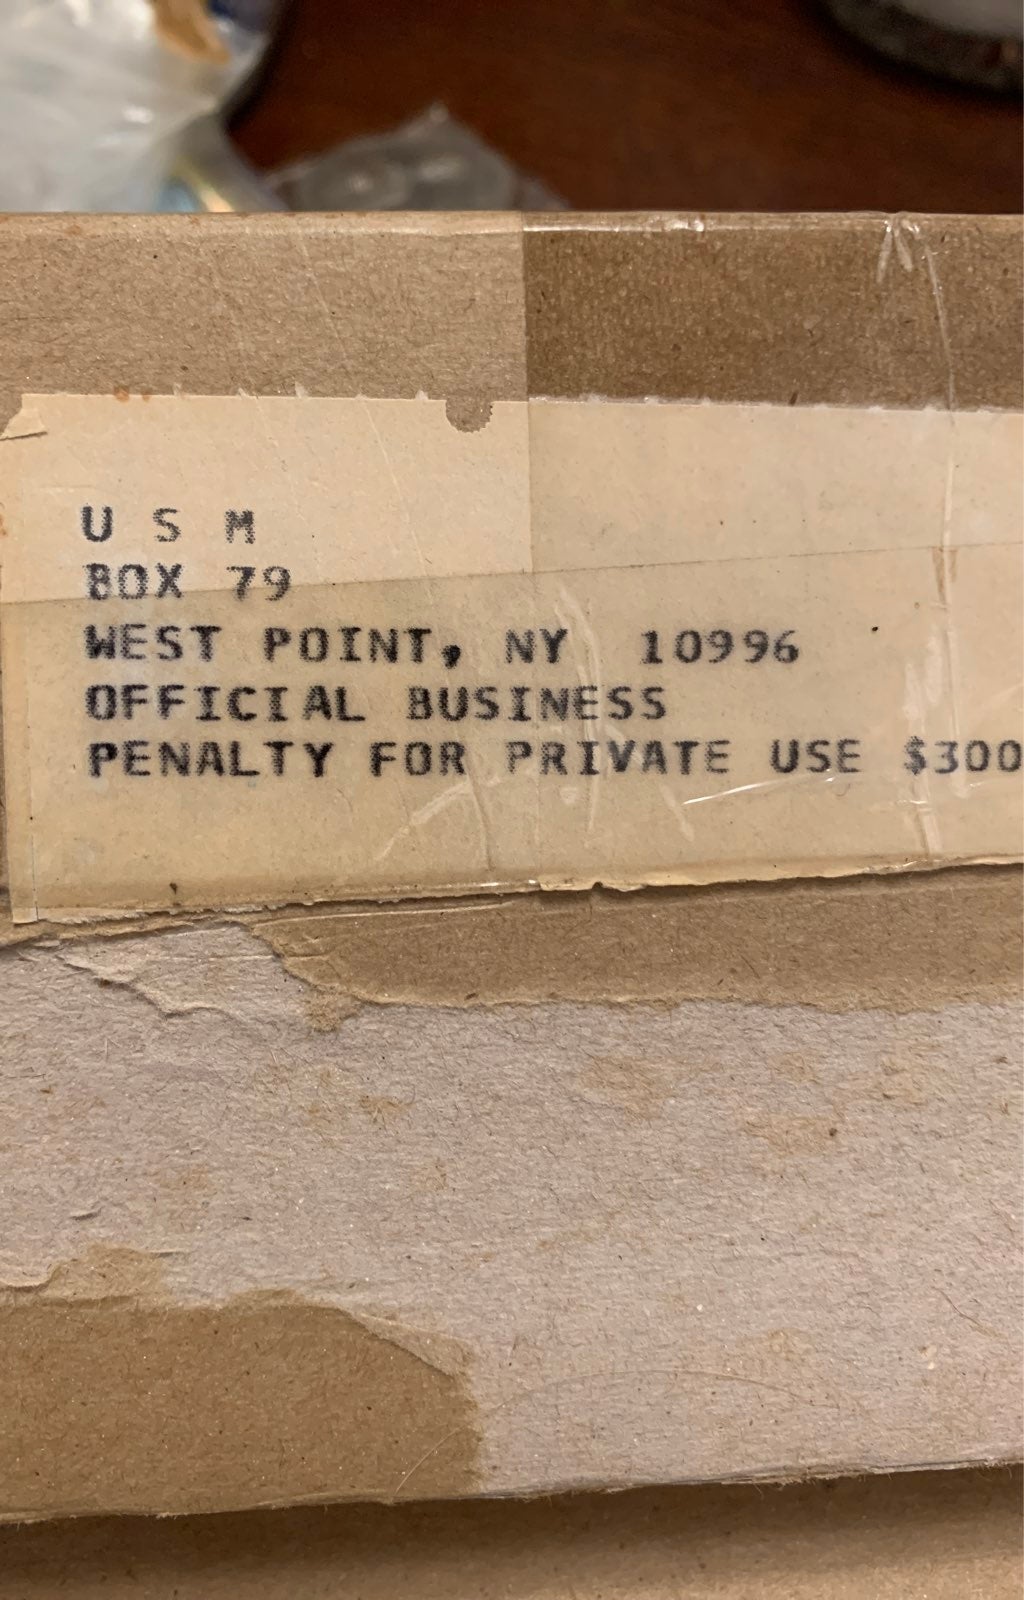 U S M
BOX 79
WEST POINT, NY 10996
OFFICIAL BUSINESS
PENALTY FOR PRIVATE USE $300